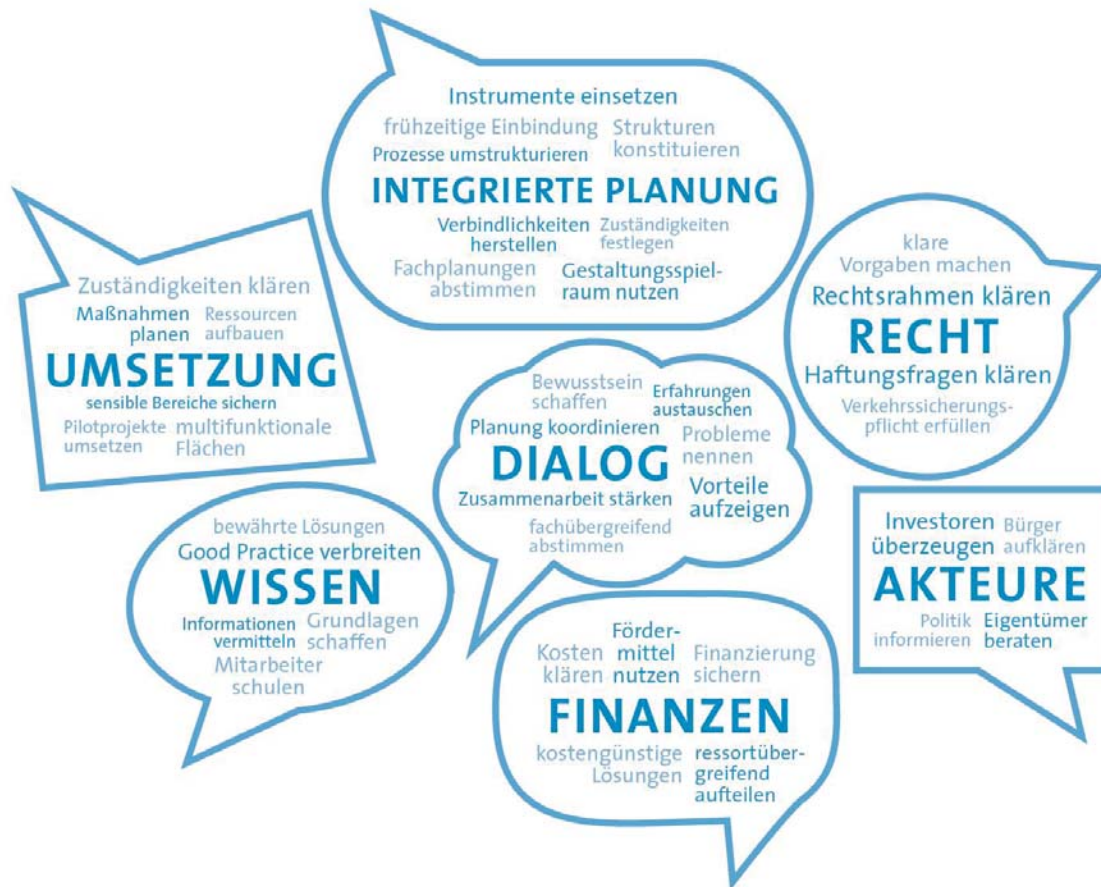 Instrumente einsetzen
frühzeitige Einbindung
Strukturen
konstituieren
Prozesse umstrukturieren
INTEGRIERTE PLANUNG
Verbindlichkeiten
herstellen
Zuständigkeiten
festlegen
Fachplanungen
abstimmen
Gestaltungsspiel-
raum nutzen
Zuständigkeiten klären
Maßnahmen
planen
Ressourcen
aufbauen
UMSETZUNG
sensible Bereiche sichern
Pilotprojekte
umsetzen
multifunktionale
Flächen
klare
Vorgaben machen
Rechtsrahmen klären
RECHT
Haftungsfragen klären
Verkehrssicherungs-
pflicht erfüllen
Bewusstsein
schaffen
Erfahrungen
austauschen
Planung koordinieren
Probleme
nennen
DIALOG
Zusammenarbeit stärken
Vorteile
aufzeigen
fachübergreifend
abstimmen
bewährte Lösungen
Good Practice verbreiten
WISSEN
Informationen
vermitteln
Grundlagen
schaffen
Mitarbeiter
schulen
Investoren
überzeugen
Bürger
aufklären
AKTEURE
Politik
informieren
Eigentümer
beraten
Kosten
klären
Förder-
mittel
nutzen
Finanzierung
sichern
FINANZEN
kostengünstige
Lösungen
ressortüber-
greifend
aufteilen